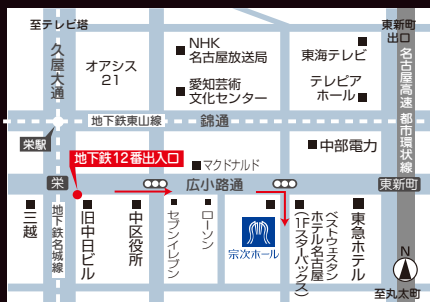 至テレビ塔
東新町
出口
久屋大通
オアシス
21
NHK
名古屋放送局
東海テレビ
愛知芸術
文化センター
テレピア
ホール
名古屋高速 都市環状線
地下鉄東山線
錦通
栄駅
中部電力
地下鉄12番出入口
マクドナルド
栄
広小路通
東新町
三越
地下鉄名城線
旧中日ビル
中区役所
セブンイレブン
ローソン
宗次ホール
ベストウェスタン
ホテル名古屋
(1Fスターバックス)
東急ホテル
N
至丸太町